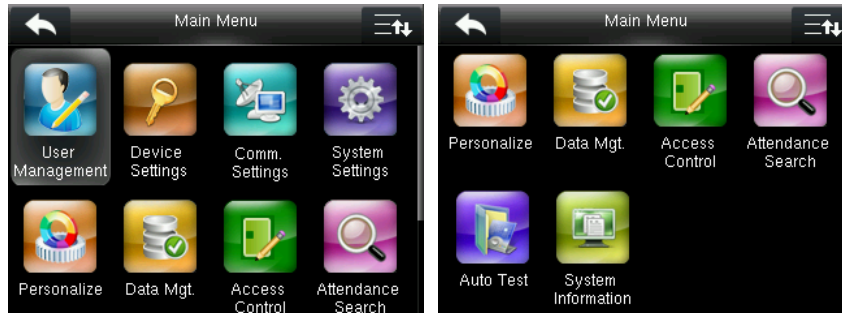 Main Menu
User Management
Device Settings
Comm. Settings
System Settings
Personalize
Data Mgt.
Access Control
Attendance Search
Main Menu
Personalize
Data Mgt.
Access Control
Attendance Search
Auto Test
System Information